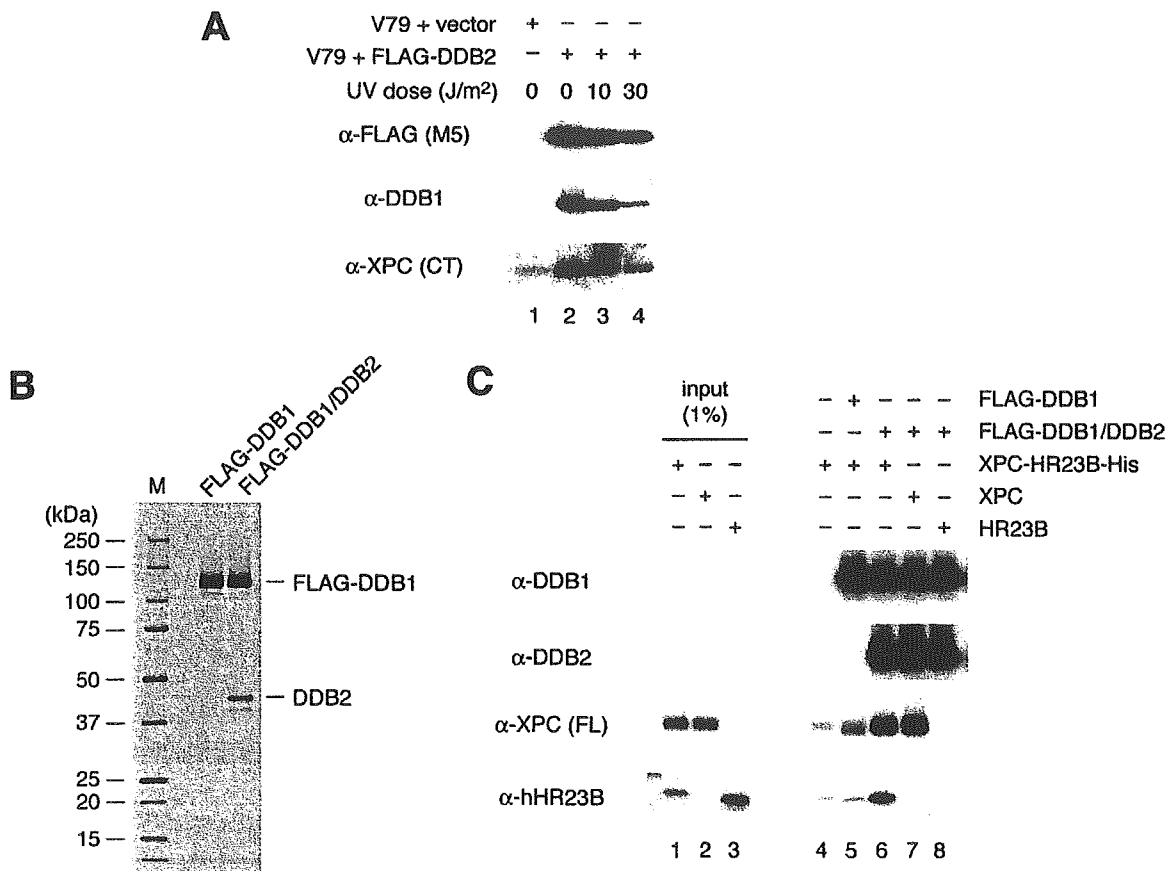 A
V79 + vector + – – –
V79 + FLAG-DDB2 – + + +
UV dose (J/m²) 0 0 10 30
α-FLAG (M5)
α-DDB1
α-XPC (CT)
1 2 3 4
B
FLAG-DDB1
FLAG-DDB1/DDB2
M
(kDa)
250
150
100
75
50
37
25
20
15
FLAG-DDB1
DDB2
C
input
(1%)
– + – – – FLAG-DDB1
– – + + + FLAG-DDB1/DDB2
+ – – + + + – – XPC-HR23B-His
– + – – – – + – XPC
– – + – – – – + HR23B
α-DDB1
α-DDB2
α-XPC (FL)
α-hHR23B
1 2 3 4 5 6 7 8